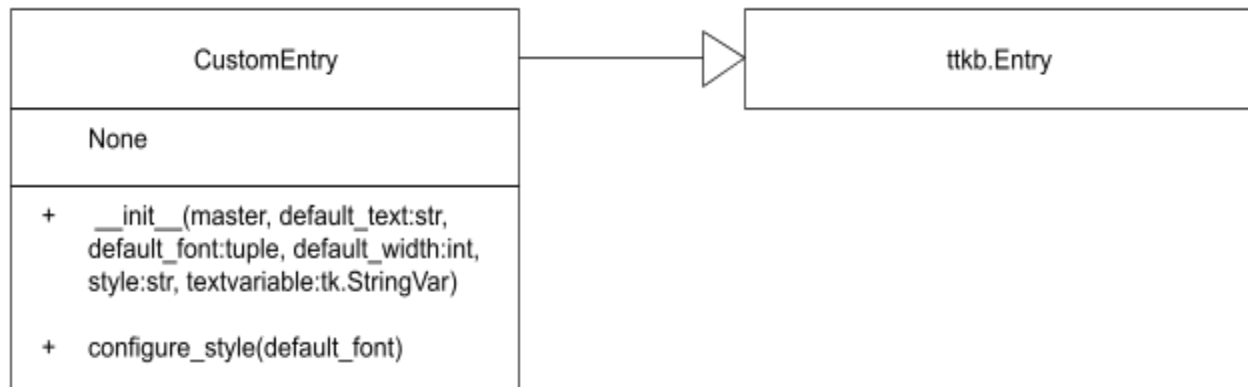 CustomEntry
ttkb.Entry
None
+ __init__(master, default_text:str,
default_font:tuple, default_width:int,
style:str, textvariable:tk.StringVar)
+ configure_style(default_font)